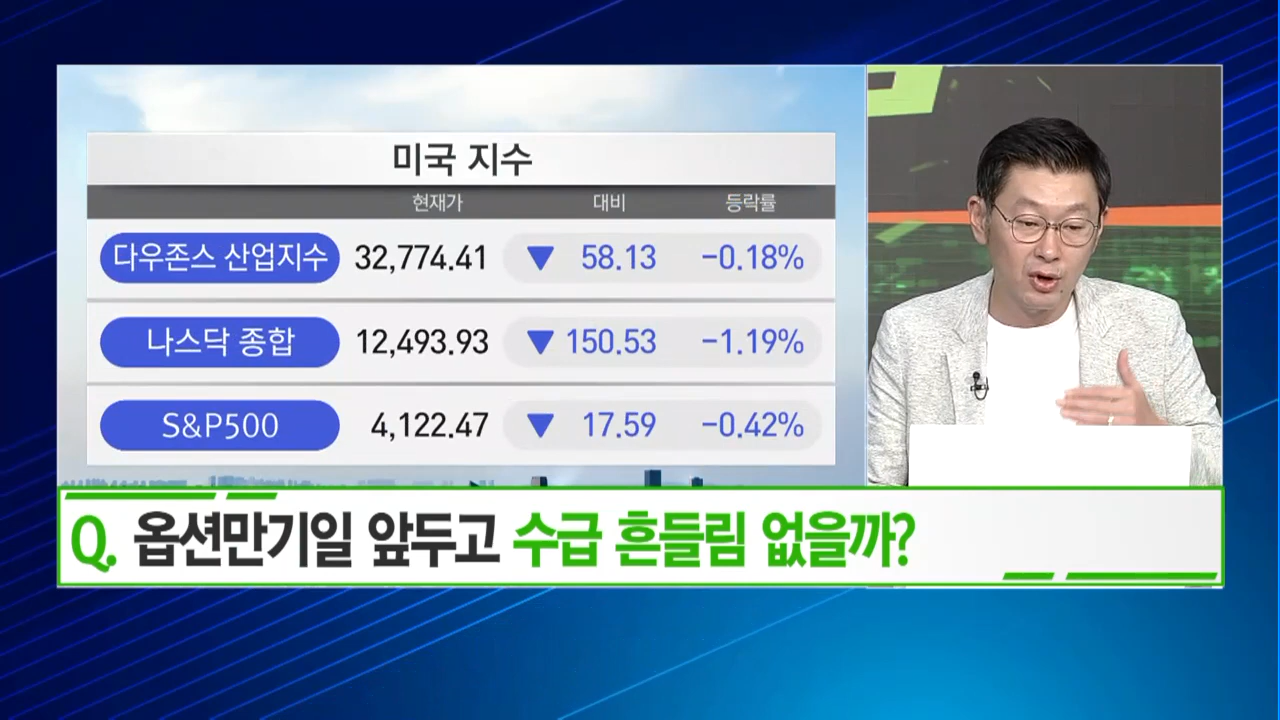 미국 지수
현재가 대비 등락률
다우존스 산업지수 32,774.41 ▼ 58.13 -0.18%
나스닥 종합 12,493.93 ▼ 150.53 -1.19%
S&P500 4,122.47 ▼ 17.59 -0.42%
Q. 옵션만기일 앞두고 수급 흔들림 없을까?